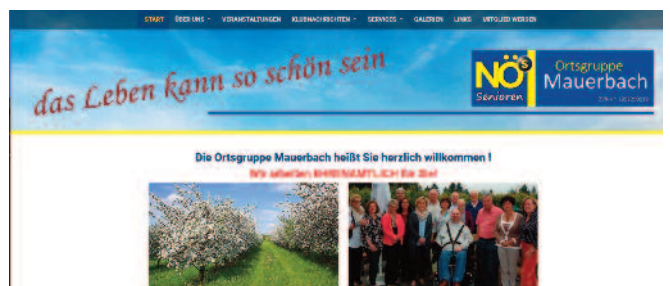 START ÜBER UNS VERANSTALTUNGEN KLUBNACHRICHTEN SERVICES GALERIEN LINKS MITGLIED WERDEN
das Leben kann so schön sein
NÖs
Senioren
Ortsgruppe
Mauerbach
Die Ortsgruppe Mauerbach heißt Sie herzlich willkommen !
Wir arbeiten EHRENAMTLICH für Sie!